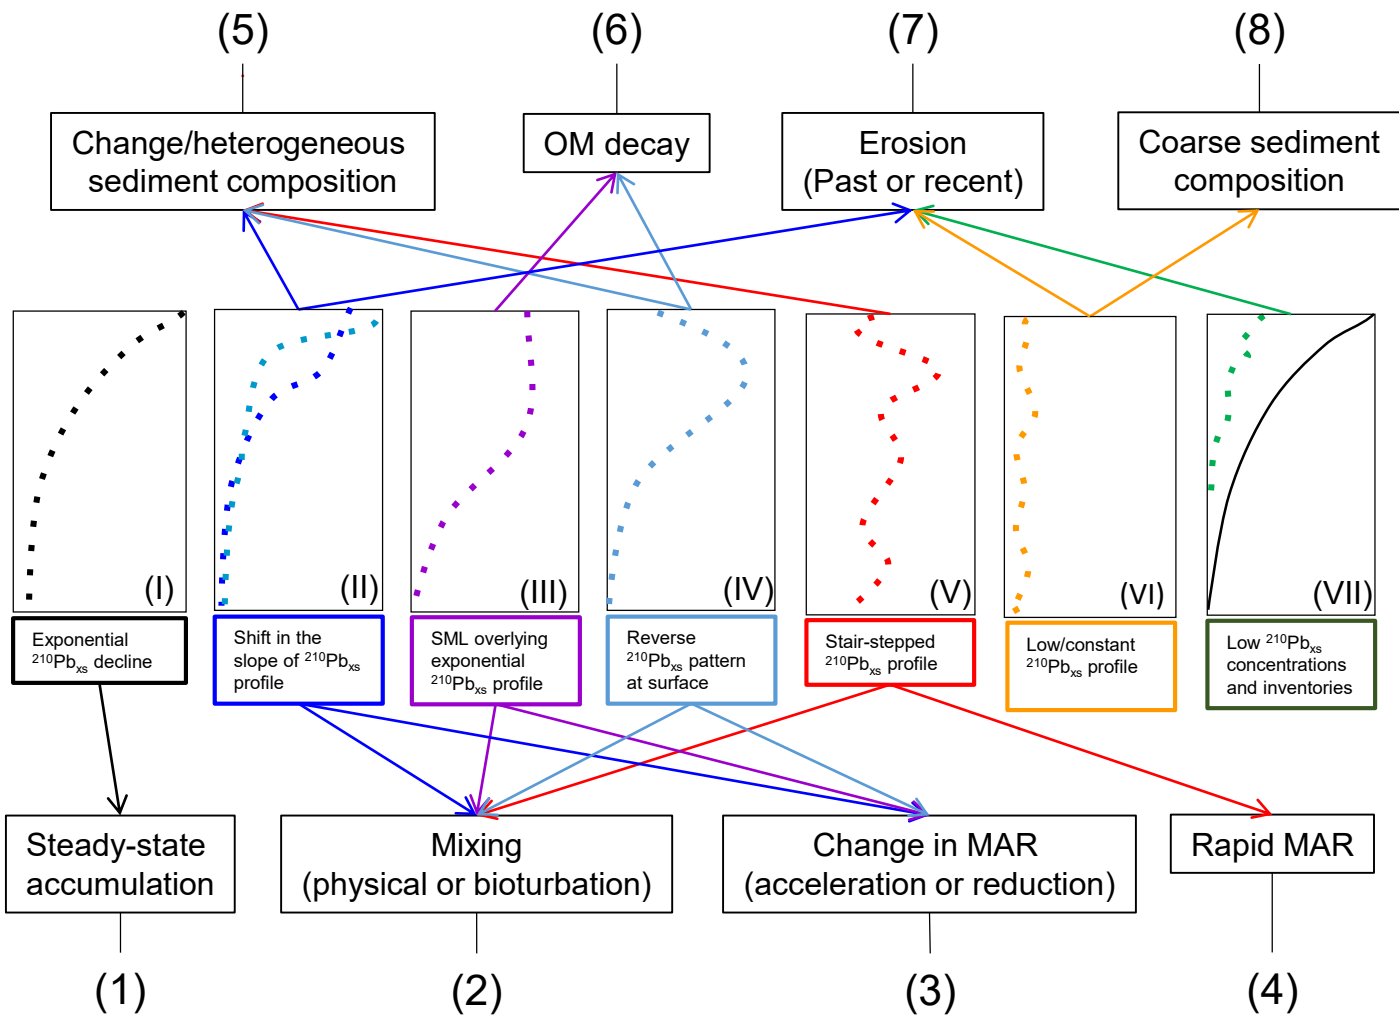 (5)
(6)
(7)
(8)
Change/heterogeneous
sediment composition
OM decay
Erosion
(Past or recent)
Coarse sediment
composition
(I)
(II)
(III)
(IV)
(V)
(VI)
(VII)
Exponential
²¹⁰Pbₓₛ decline
Shift in the
slope of ²¹⁰Pbₓₛ
profile
SML overlying
exponential
²¹⁰Pbₓₛ profile
Reverse
²¹⁰Pbₓₛ pattern
at surface
Stair-stepped
²¹⁰Pbₓₛ profile
Low/constant
²¹⁰Pbₓₛ profile
Low ²¹⁰Pbₓₛ
concentrations
and inventories
Steady-state
accumulation
Mixing
(physical or bioturbation)
Change in MAR
(acceleration or reduction)
Rapid MAR
(1)
(2)
(3)
(4)